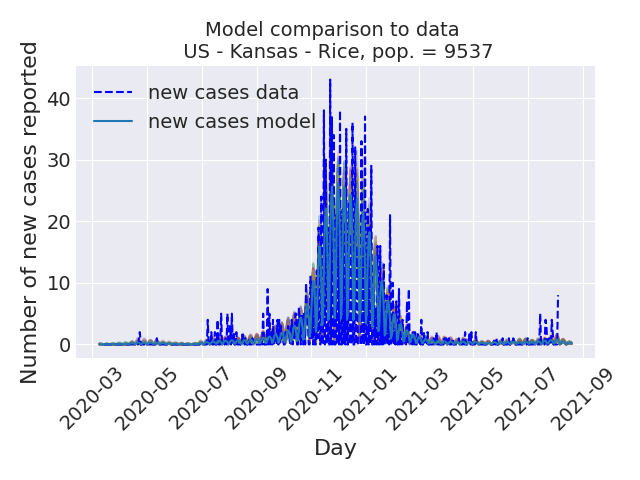 Model comparison to data
US - Kansas - Rice, pop. = 9537
Number of new cases reported
40
30
20
10
0
new cases data
new cases model
2020-03
2020-05
2020-07
2020-09
2020-11
2021-01
2021-03
2021-05
2021-07
2021-09
Day